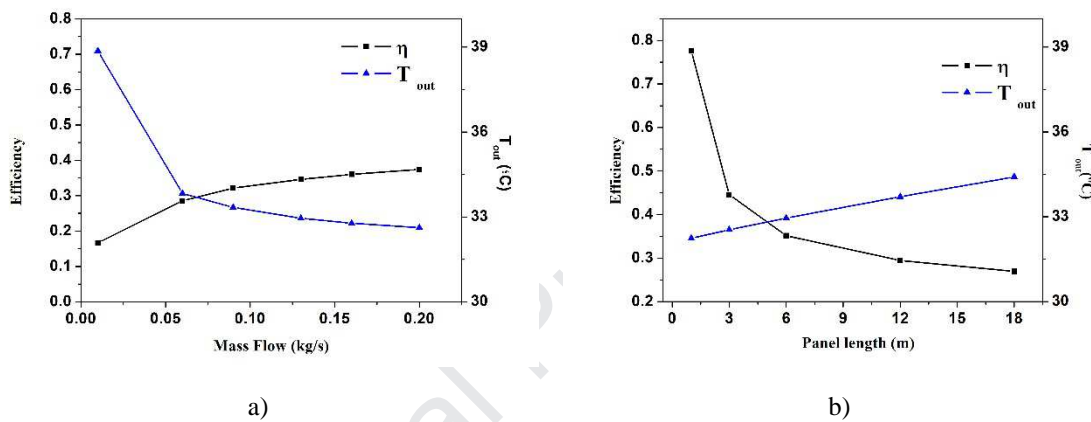 0.8
0.7
0.6
0.5
0.4
0.3
0.2
0.1
0.0
Efficiency
η
T out
39
36
33
30
T out (°C)
0.00 0.05 0.10 0.15 0.20
Mass Flow (kg/s)
a)
0.8
0.7
0.6
0.5
0.4
0.3
0.2
Efficiency
η
T out
39
36
33
30
T out (°C)
0 3 6 9 12 15 18
Panel length (m)
b)